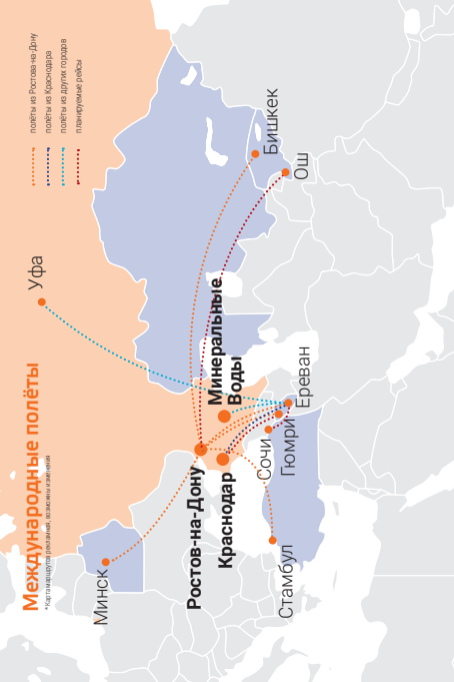 Международные полёты
* Карта маршрутов рекламная, возможны изменения
полёты из Ростова-на-Дону
полёты из Краснодара
полёты из других городов
планируемые рейсы
Уфа
Минск
Бишкек
Ош
Минеральные
Воды
Ростов-на-Дону
Краснодар
Сочи
Гюмри
Ереван
Стамбул